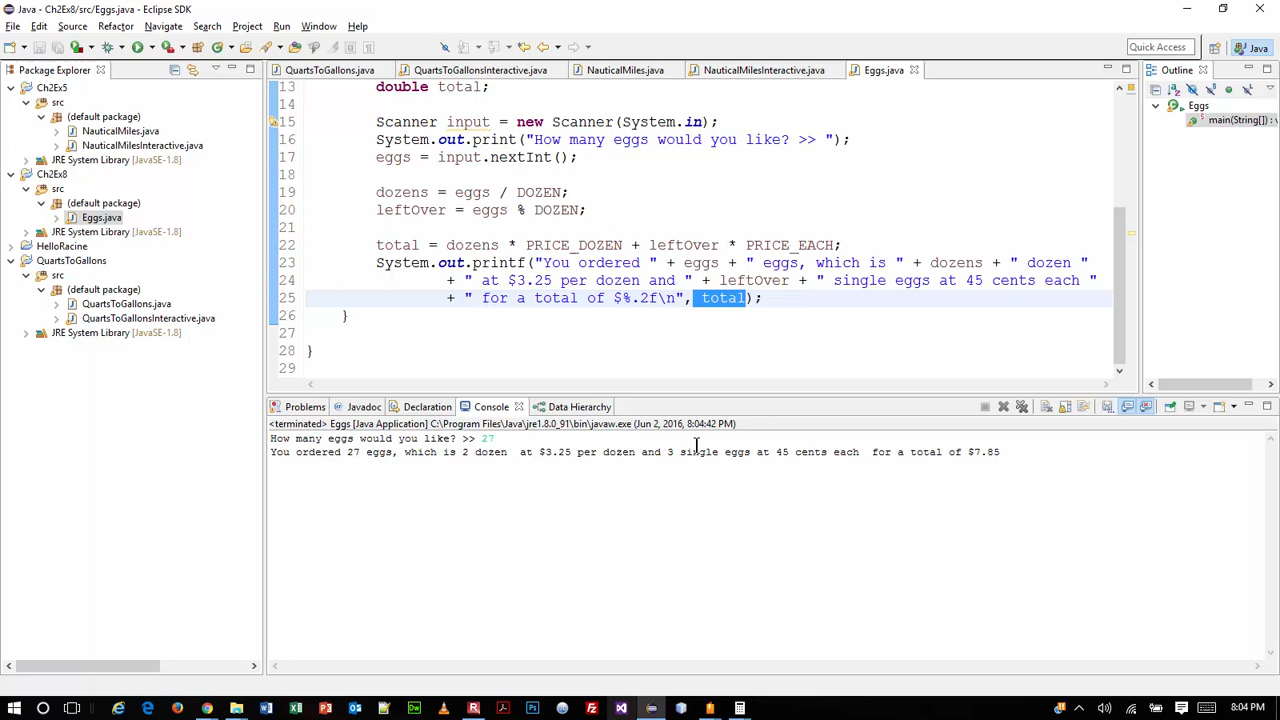 Java - Ch2Ex8/src/Eggs.java - Eclipse SDK
File Edit Source Refactor Navigate Search Project Run Window Help
Quick Access Java
Package Explorer
QuartsToGallons.java QuartsToGallonsInteractive.java NauticalMiles.java NauticalMilesInteractive.java Eggs.java
Outline
Ch2Ex5
src
(default package)
NauticalMiles.java
NauticalMilesInteractive.java
JRE System Library [JavaSE-1.8]
Ch2Ex8
src
(default package)
Eggs.java
JRE System Library [JavaSE-1.8]
HelloRacine
QuartsToGallons
src
(default package)
QuartsToGallons.java
QuartsToGallonsInteractive.java
JRE System Library [JavaSE-1.8]
13 double total;
14
15 Scanner input = new Scanner(System.in);
16 System.out.print("How many eggs would you like? >> ");
17 eggs = input.nextInt();
18
19 dozens = eggs / DOZEN;
20 leftOver = eggs % DOZEN;
21
22 total = dozens * PRICE_DOZEN + leftOver * PRICE_EACH;
23 System.out.printf("You ordered " + eggs + " eggs, which is " + dozens + " dozen "
24 + " at $3.25 per dozen and " + leftOver + " single eggs at 45 cents each "
25 + " for a total of $%.2f\n", total);
26 }
27
28 }
29
Eggs
main(String[]) :
Problems Javadoc Declaration Console Data Hierarchy
<terminated> Eggs [Java Application] C:\Program Files\Java\jre1.8.0_91\bin\javaw.exe (Jun 2, 2016, 8:04:42 PM)
How many eggs would you like? >> 27
You ordered 27 eggs, which is 2 dozen  at $3.25 per dozen and 3 single eggs at 45 cents each  for a total of $7.85
8:04 PM